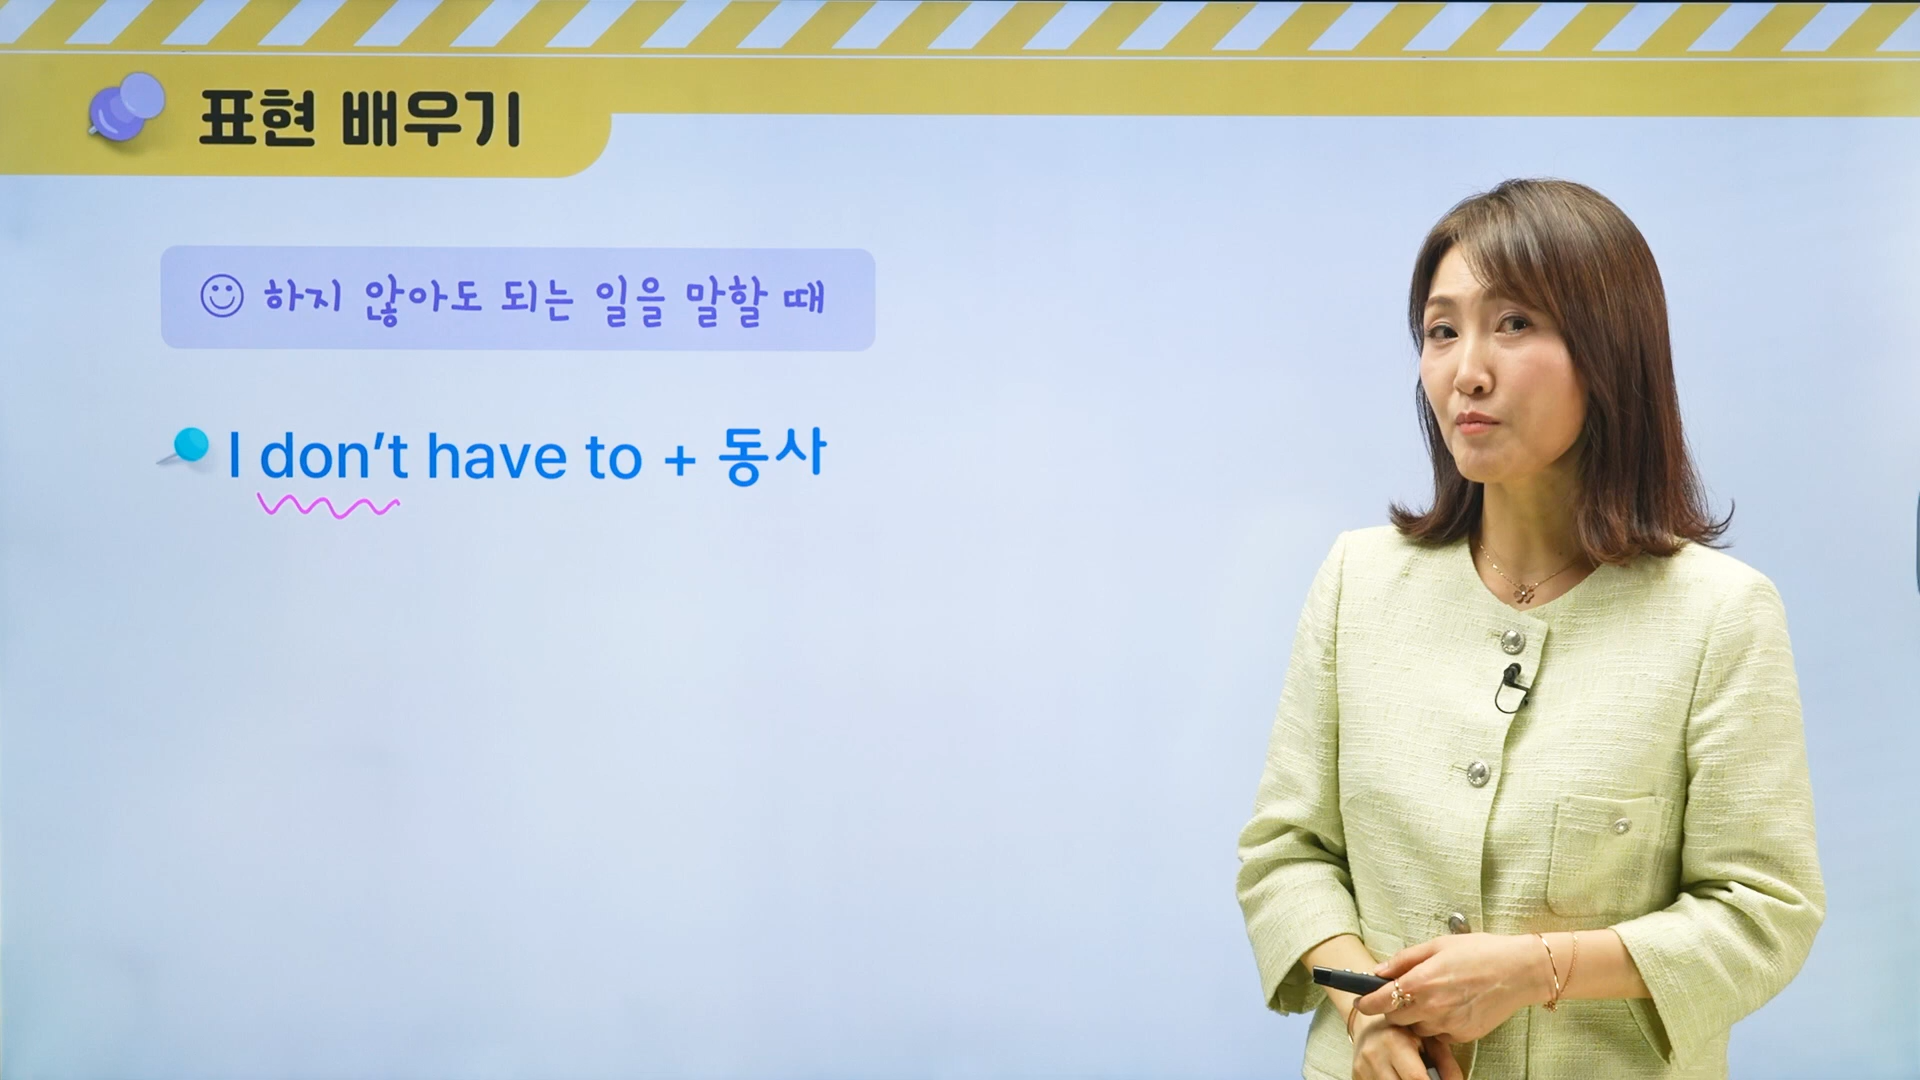 표현 배우기
하지 않아도 되는 일을 말할 때
I don't have to + 동사